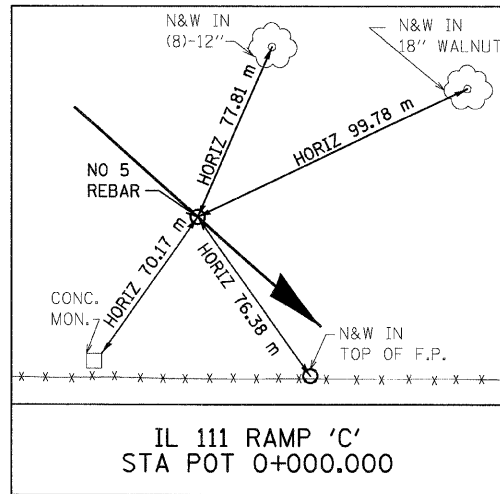 N&W IN
(8)-12"
N&W IN
18" WALNUT
HORIZ 77.81 m
HORIZ 99.78 m
NO 5
REBAR
HORIZ 70.17 m
HORIZ 76.38 m
CONC.
MON.
N&W IN
TOP OF F.P.
IL 111 RAMP 'C'
STA POT 0+000.000